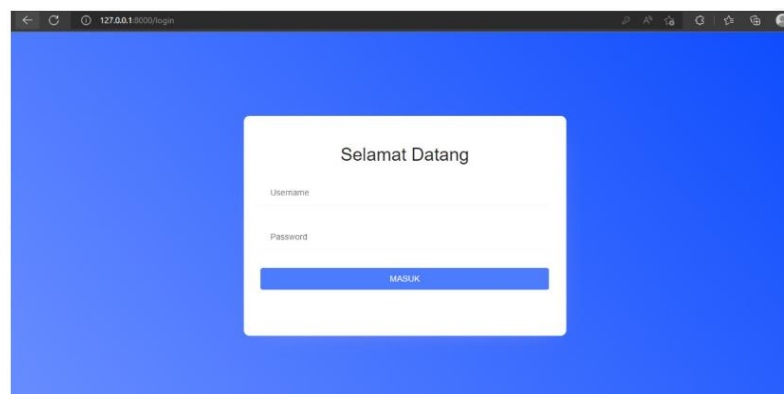 127.0.0.1:8000/login
Selamat Datang
Username
Password
MASUK